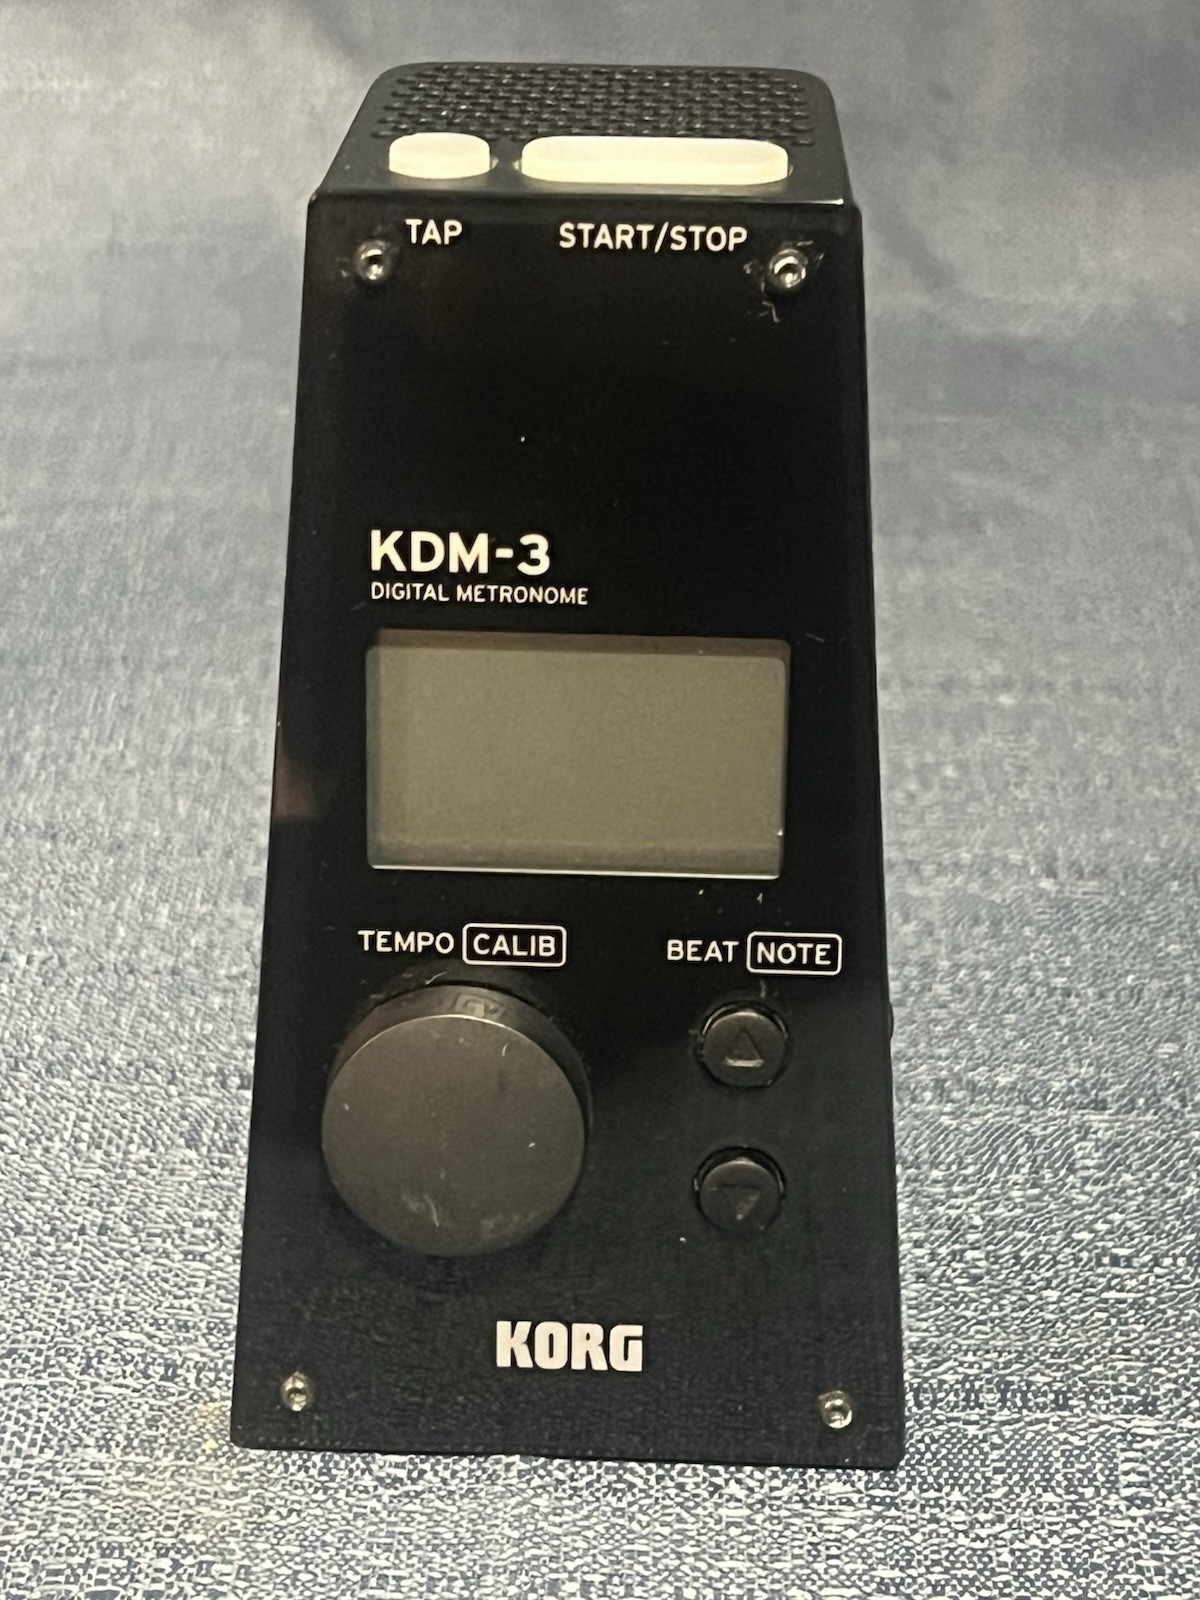 TAP START/STOP
KDM-3
DIGITAL METRONOME
TEMPO CALIB BEAT NOTE
KORG